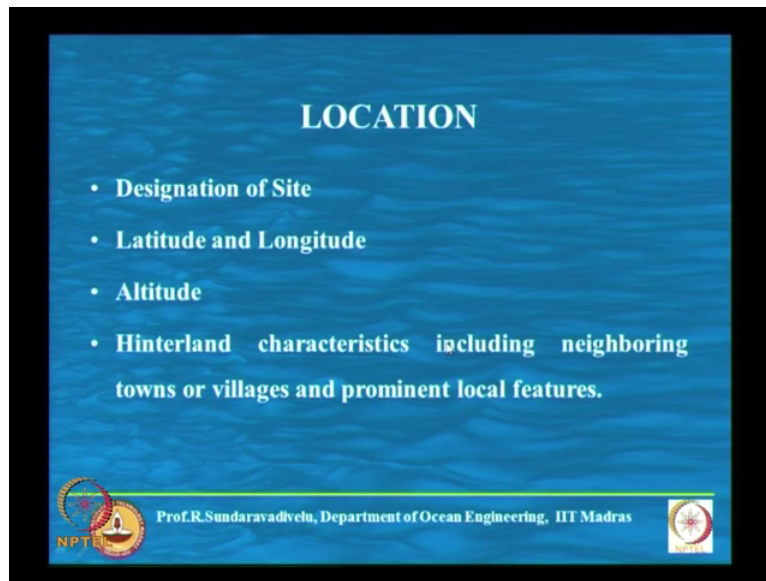 LOCATION
• Designation of Site
• Latitude and Longitude
• Altitude
• Hinterland characteristics including neighboring
towns or villages and prominent local features.
Prof.R.Sundaravadivelu, Department of Ocean Engineering, IIT Madras
NPTEL
NPTEL